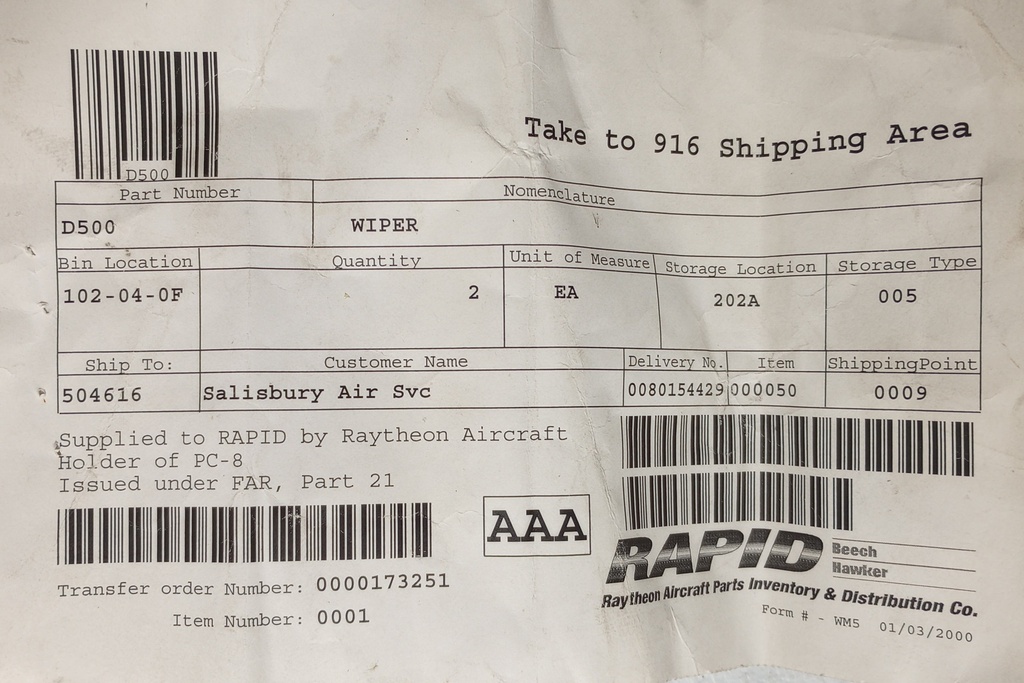 Take to 916 Shipping Area
D500
Part Number Nomenclature
D500 WIPER
Bin Location Quantity Unit of Measure Storage Location Storage Type
102-04-0F 2 EA 202A 005
Ship To: Customer Name Delivery No. Item ShippingPoint
504616 Salisbury Air Svc 0080154429 000050 0009
Supplied to RAPID by Raytheon Aircraft
Holder of PC-8
Issued under FAR, Part 21
AAA
RAPID Beech
Hawker
Raytheon Aircraft Parts Inventory & Distribution Co.
Transfer order Number: 0000173251
Item Number: 0001
Form # - WM5 01/03/2000